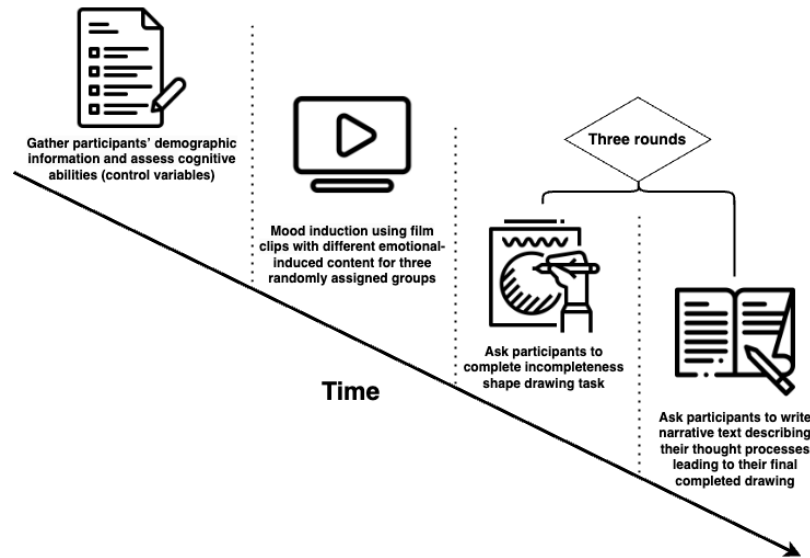 Gather participants' demographic
information and assess cognitive
abilities (control variables)
Mood induction using film
clips with different emotional-
induced content for three
randomly assigned groups
Three rounds
Ask participants to
complete incompleteness
shape drawing task
Time
Ask participants to write
narrative text describing
their thought processes
leading to their final
completed drawing